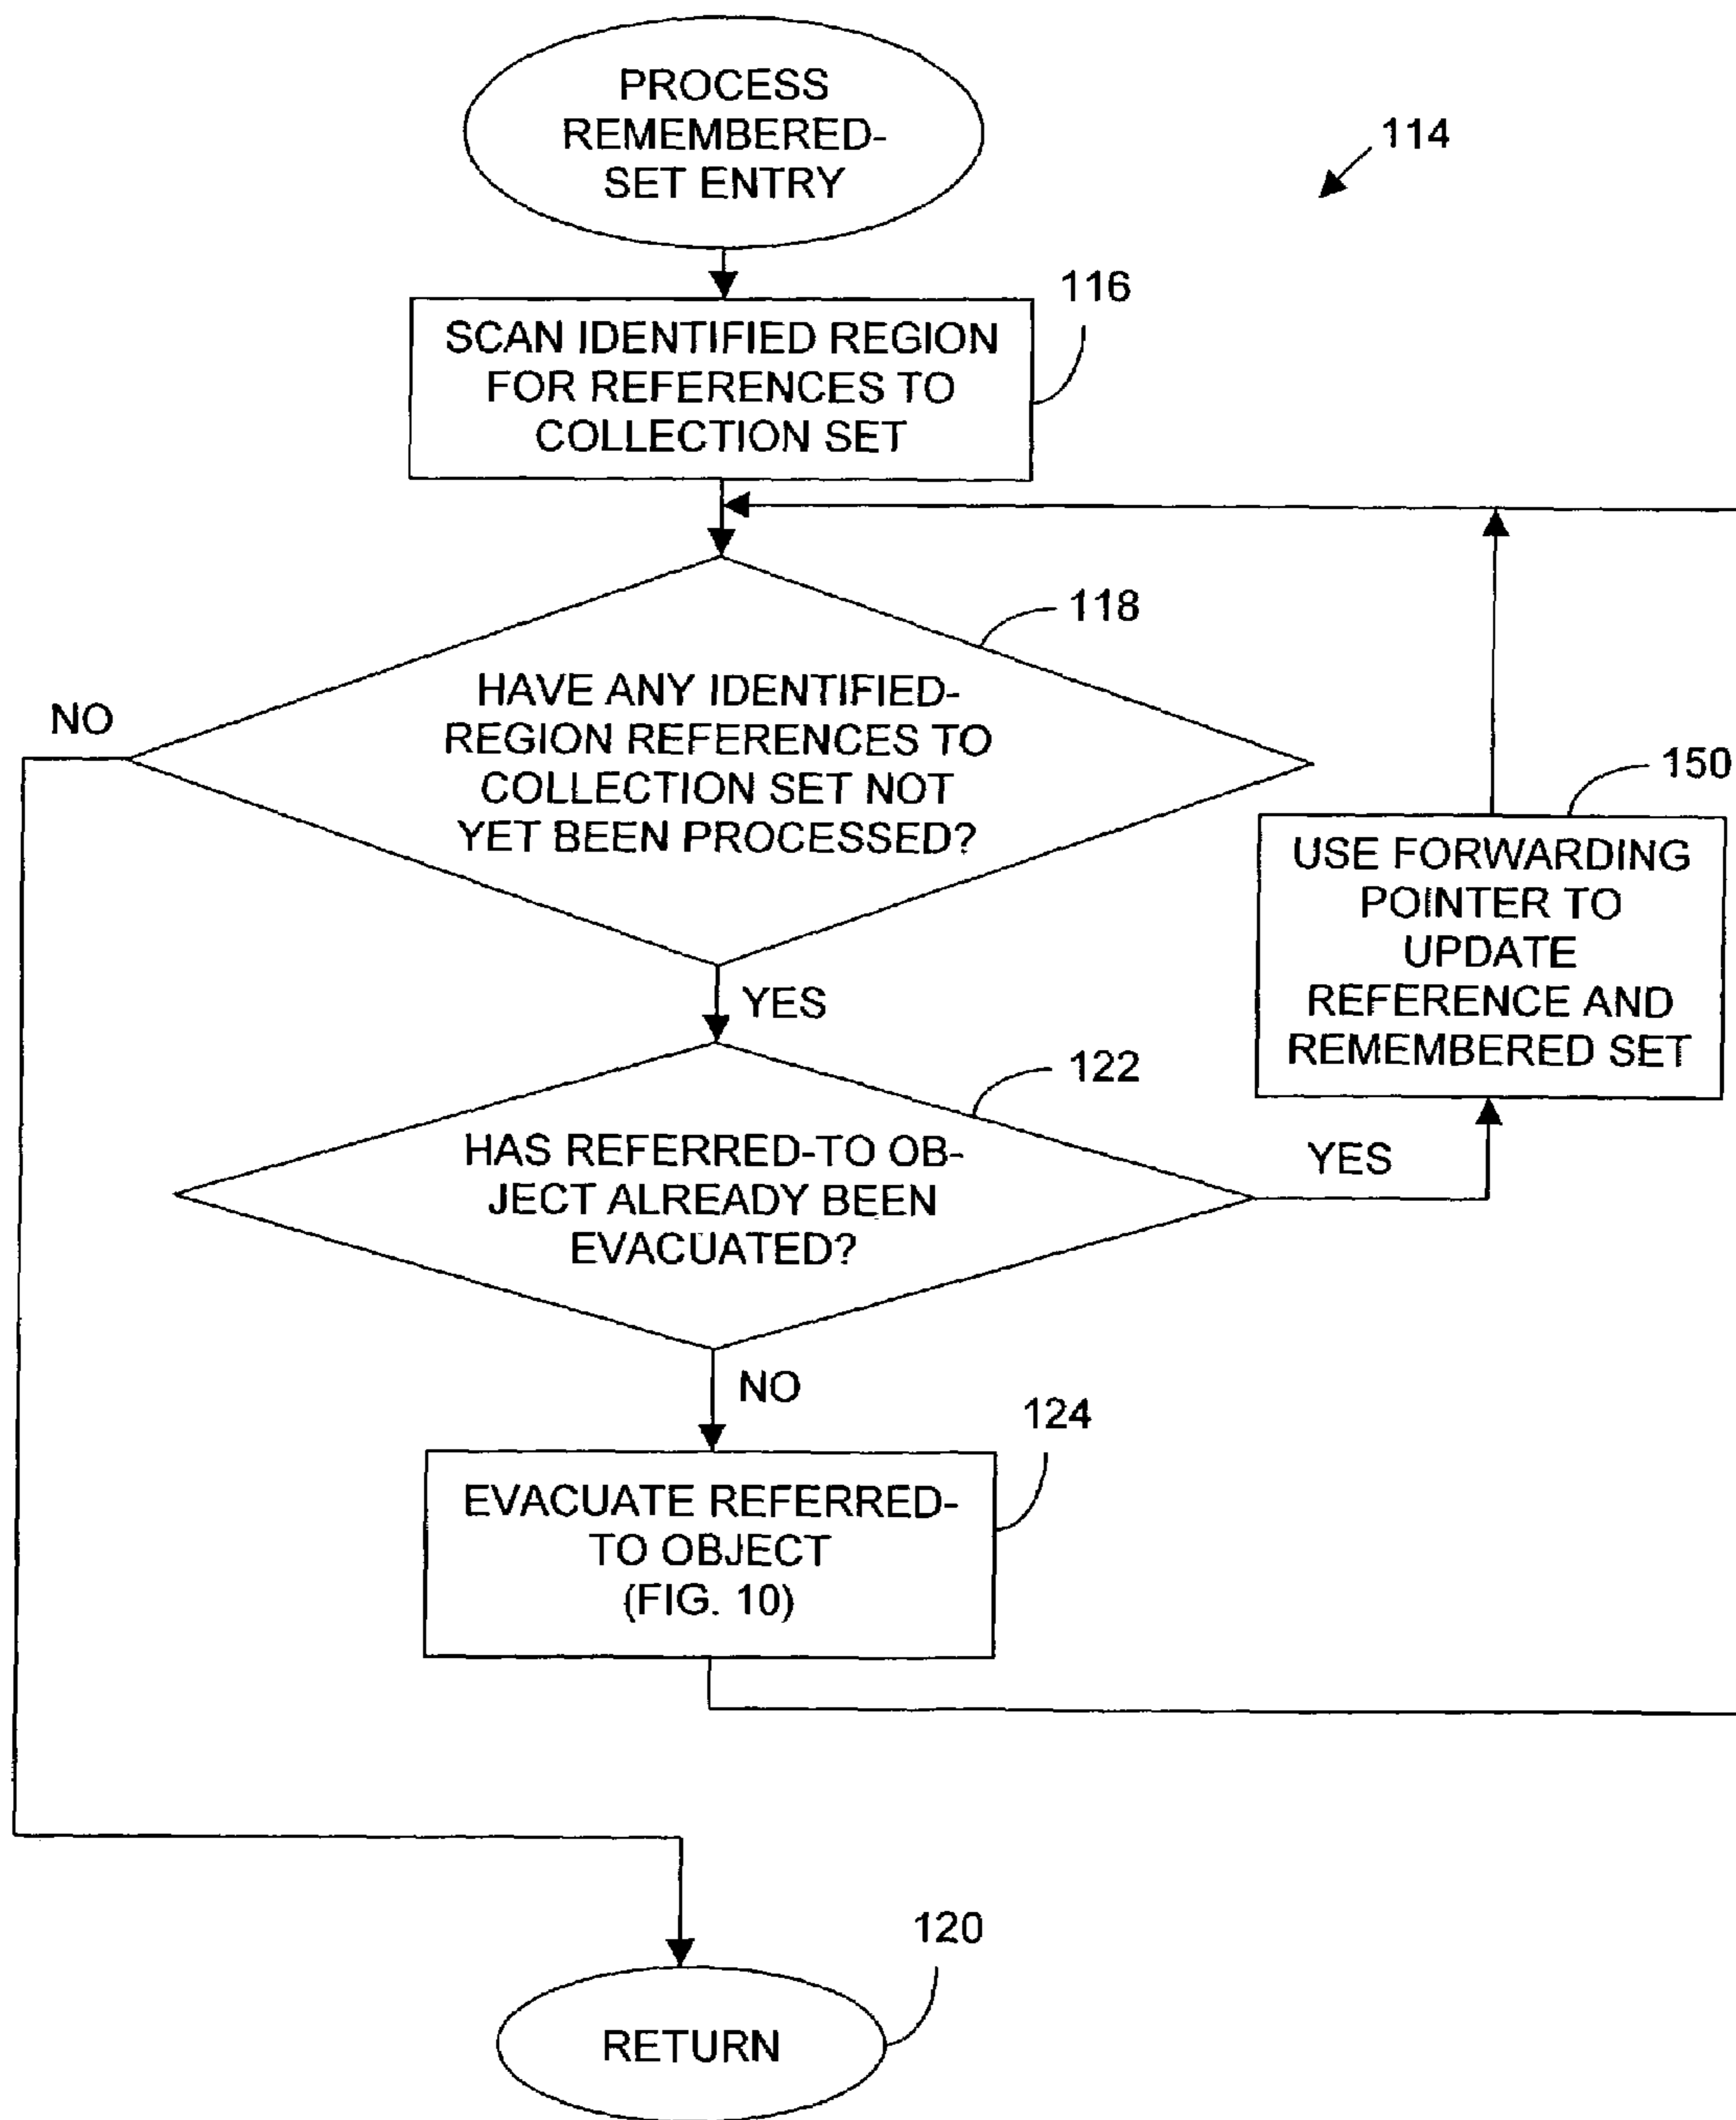 PROCESS
REMEMBERED-
SET ENTRY
114
116
SCAN IDENTIFIED REGION
FOR REFERENCES TO
COLLECTION SET
118
HAVE ANY IDENTIFIED-
REGION REFERENCES TO
COLLECTION SET NOT
YET BEEN PROCESSED?
NO
150
USE FORWARDING
POINTER TO
UPDATE
REFERENCE AND
REMEMBERED SET
YES
122
HAS REFERRED-TO OB-
JECT ALREADY BEEN
EVACUATED?
YES
NO
124
EVACUATE REFERRED-
TO OBJECT
(FIG. 10)
120
RETURN